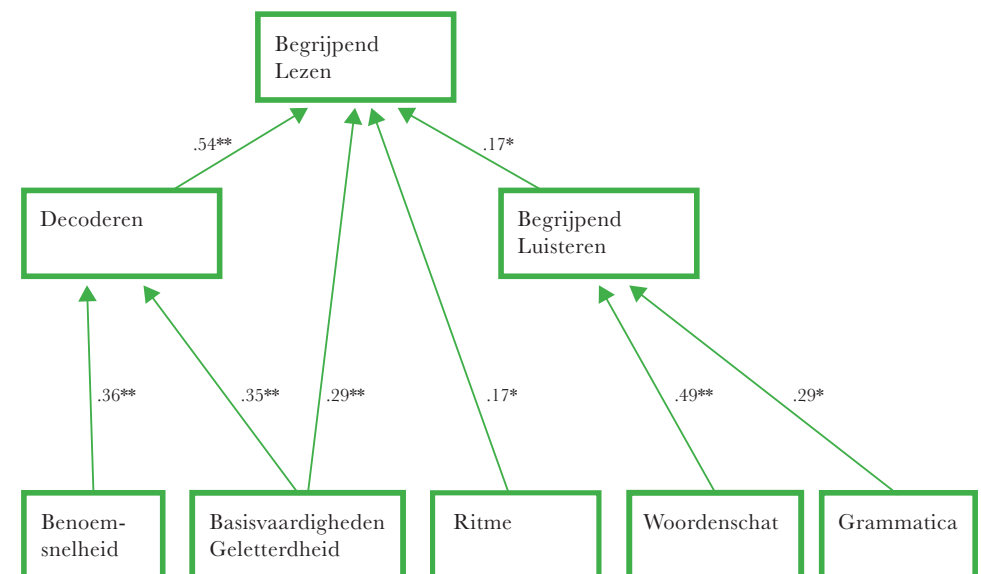 Begrijpend
Lezen
.54**
.17*
Decoderen
Begrijpend
Luisteren
.36**
.35**
.29**
.17*
.49**
.29*
Benoem-
snelheid
Basisvaardigheden
Geletterdheid
Ritme
Woordenschat
Grammatica